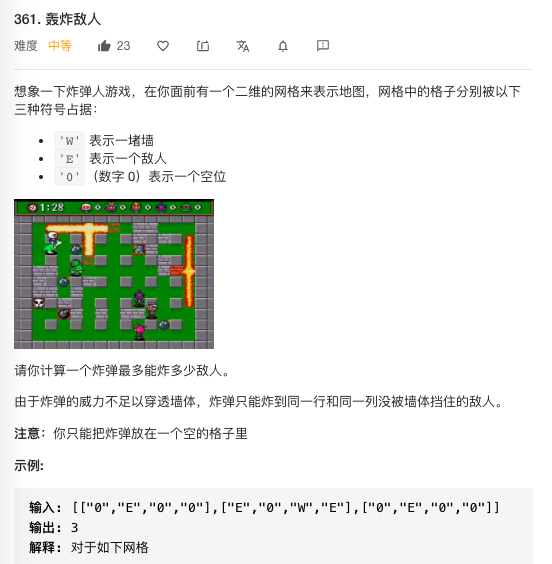 361. 轰炸敌人
难度 中等 23
想象一下炸弹人游戏，在你面前有一个二维的网格来表示地图，网格中的格子分别被以下
三种符号占据：
'W' 表示一堵墙
'E' 表示一个敌人
'0'（数字 0）表示一个空位
1:28
请你计算一个炸弹最多能炸多少敌人。
由于炸弹的威力不足以穿透墙体，炸弹只能炸到同一行和同一列没被墙体挡住的敌人。
注意：你只能把炸弹放在一个空的格子里
示例:
输入: [["0","E","0","0"],["E","0","W","E"],["0","E","0","0"]]
输出: 3
解释: 对于如下网格